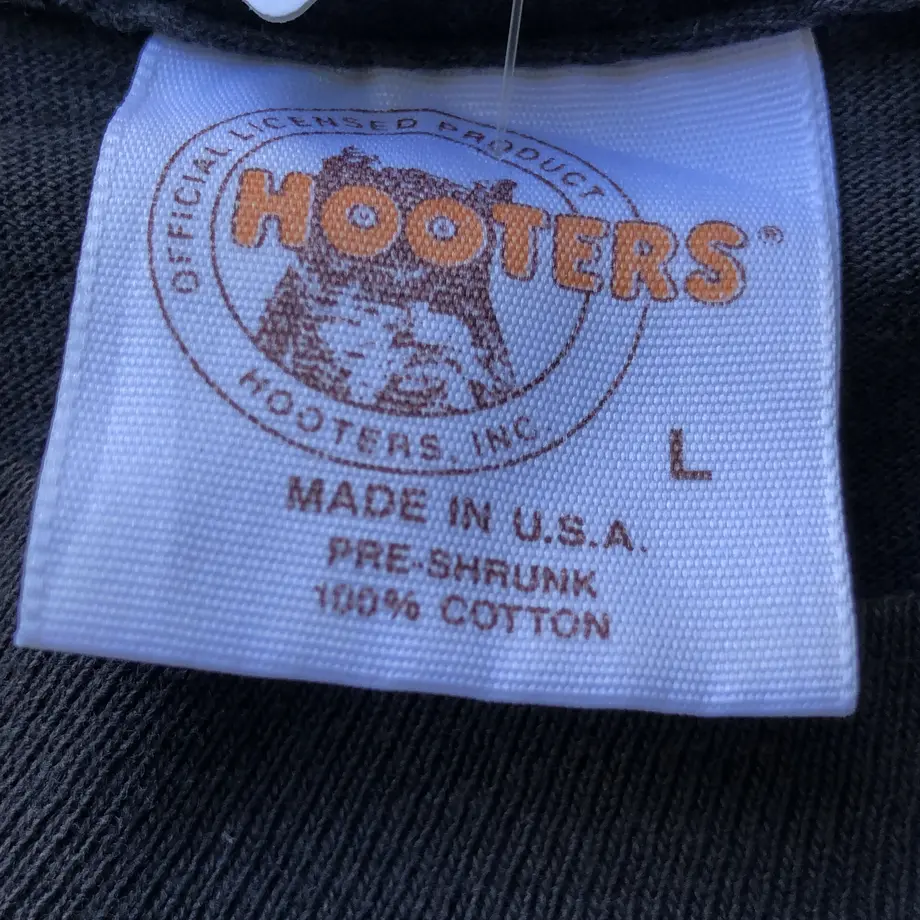 OFFICIAL LICENSED PRODUCT
HOOTERS®
HOOTERS, INC.
L
MADE IN U.S.A.
PRE-SHRUNK
100% COTTON